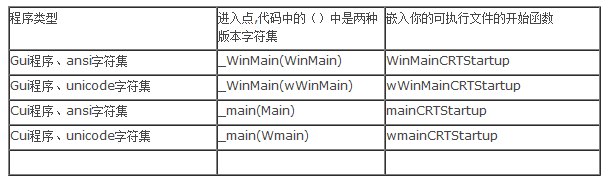 程序类型
进入点,代码中的（）中是两种
版本字符集
嵌入你的可执行文件的开始函数
Gui程序、ansi字符集
_WinMain(WinMain)
WinMainCRTStartup
Gui程序、unicode字符集
_WinMain(wWinMain)
wWinMainCRTStartup
Cui程序、ansi字符集
_main(Main)
mainCRTStartup
Cui程序、unicode字符集
_main(Wmain)
wmainCRTStartup